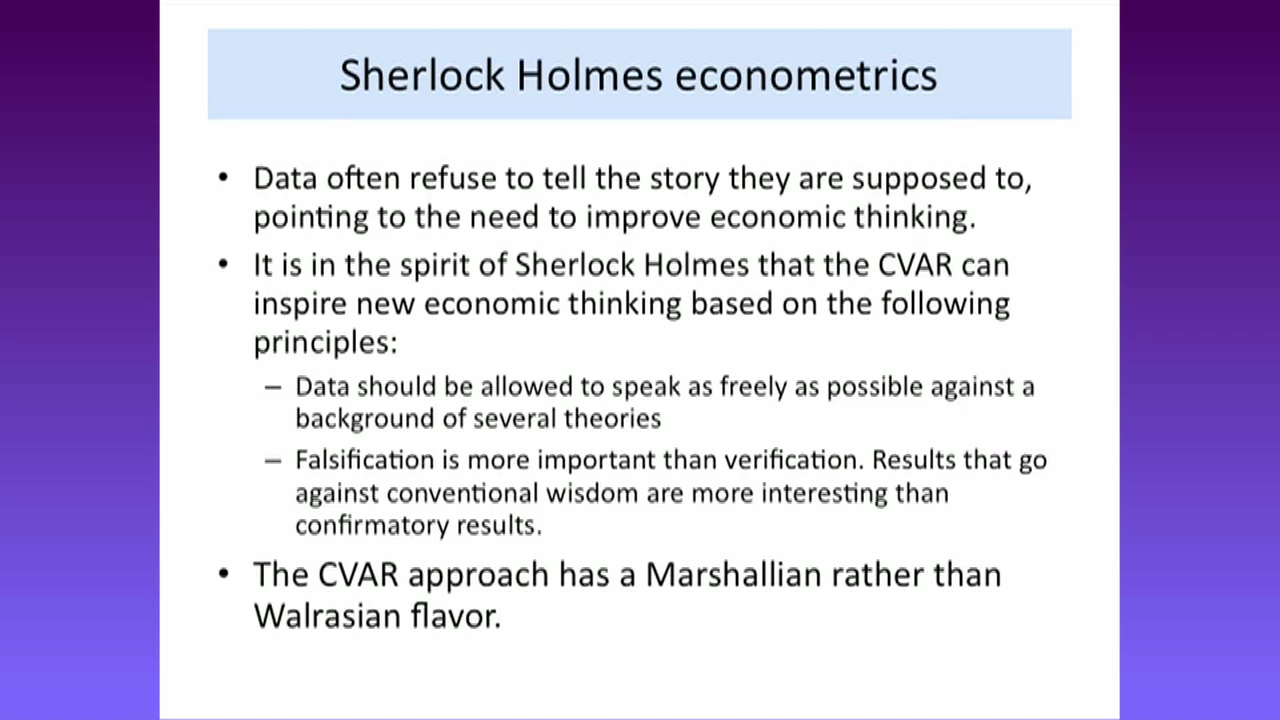 Sherlock Holmes econometrics
• Data often refuse to tell the story they are supposed to,
pointing to the need to improve economic thinking.
• It is in the spirit of Sherlock Holmes that the CVAR can
inspire new economic thinking based on the following
principles:
– Data should be allowed to speak as freely as possible against a
background of several theories
– Falsification is more important than verification. Results that go
against conventional wisdom are more interesting than
confirmatory results.
• The CVAR approach has a Marshallian rather than
Walrasian flavor.